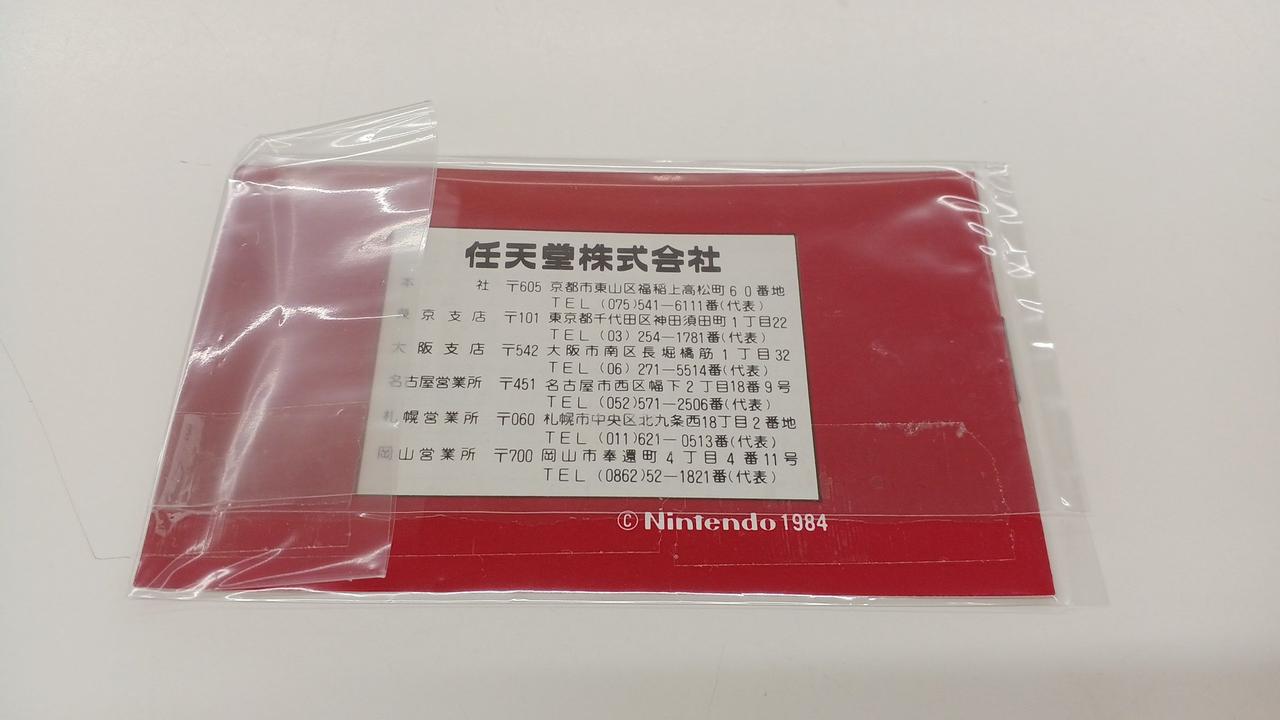 任天堂株式会社
本社 〒605 京都市東山区福稲上高松町60番地
TEL (075)541-6111番(代表)
東京支店 〒101 東京都千代田区神田須田町1丁目22
TEL (03) 254-1781番(代表)
大阪支店 〒542 大阪市南区長堀橋筋1丁目32
TEL (06) 271-5514番(代表)
名古屋営業所 〒451 名古屋市西区幅下2丁目18番9号
TEL (052)571-2506番(代表)
札幌営業所 〒060 札幌市中央区北九条西18丁目2番地
TEL (011)621-0513番(代表)
岡山営業所 〒700 岡山市奉還町4丁目4番11号
TEL (0862)52-1821番(代表)
© Nintendo 1984